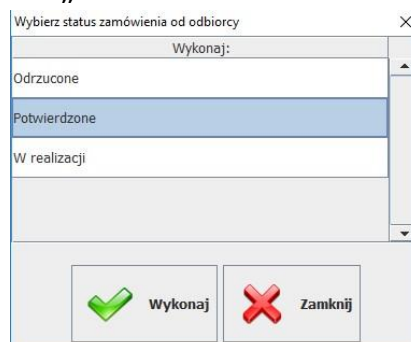 Wybierz status zamówienia od odbiorcy
Wykonaj:
Odrzucone
Potwierdzone
W realizacji
Wykonaj
Zamknij